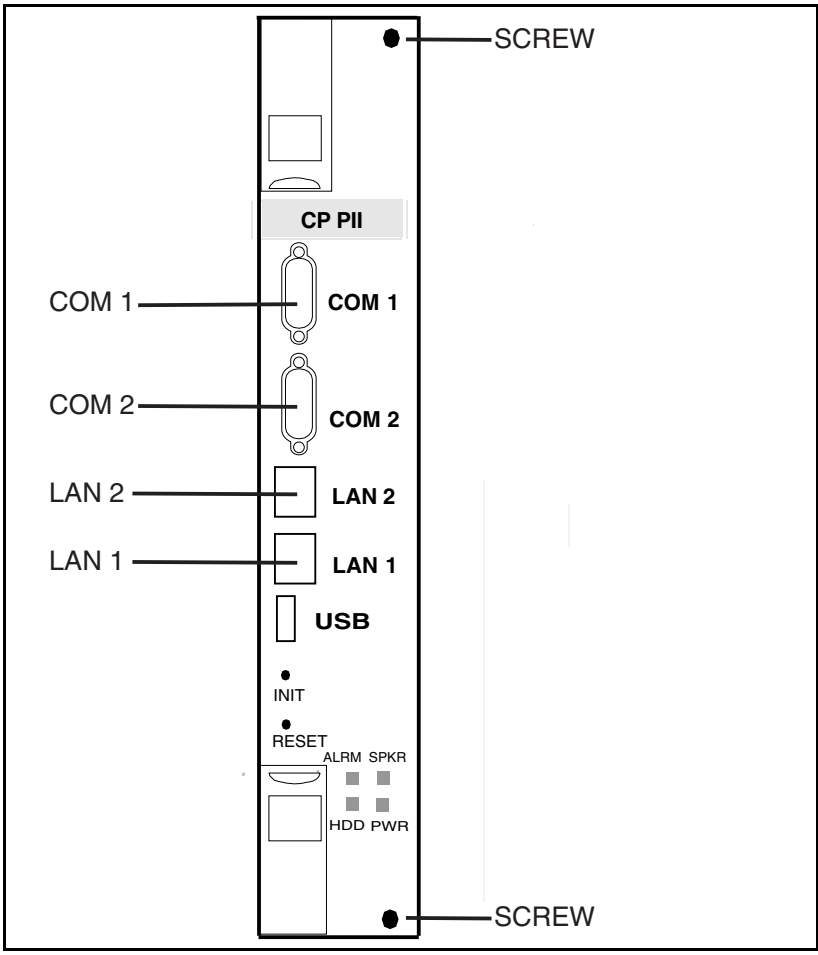 SCREW
CP PII
COM 1 COM 1
COM 2 COM 2
LAN 2 LAN 2
LAN 1 LAN 1
USB
INIT
RESET
ALRM SPKR
HDD PWR
SCREW